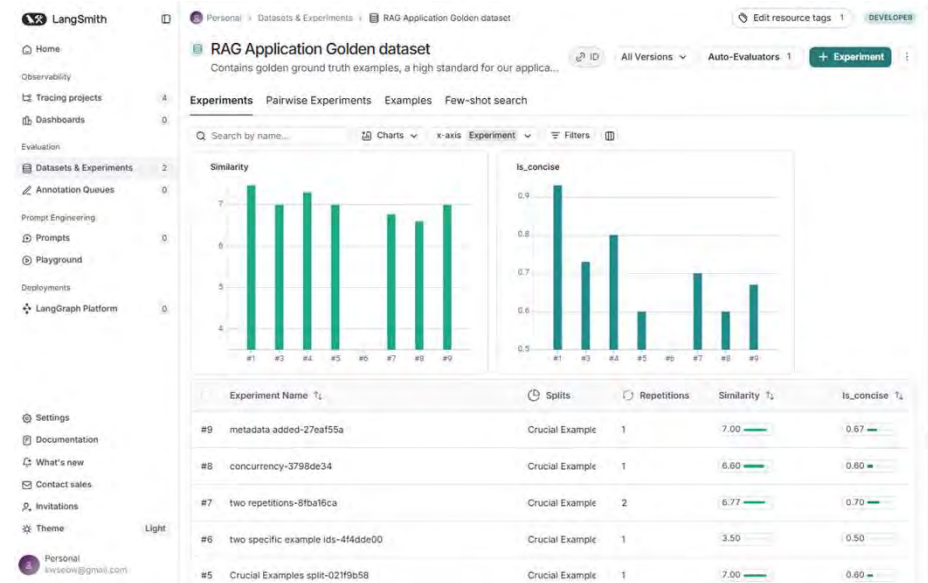 LangSmith
Home
Observability
Tracing projects 4
Dashboards 0
Evaluation
Datasets & Experiments 2
Annotation Queues 0
Prompt Engineering
Prompts 0
Playground
Deployments
LangGraph Platform 0
Settings
Documentation
What's new
Contact sales
Invitations
Theme Light
Personal
kwseow@gmail.com
Personal > Datasets & Experiments > RAG Application Golden dataset
Edit resource tags 1 DEVELOPER
RAG Application Golden dataset
Contains golden ground truth examples, a high standard for our applica...
ID All Versions Auto-Evaluators 1 + Experiment
Experiments Pairwise Experiments Examples Few-shot search
Search by name... Charts x-axis Experiment Filters
Similarity
7
6
5
4
#1 #3 #4 #5 #6 #7 #8 #9
Is_concise
0.9
0.8
0.7
0.6
0.5
#1 #3 #4 #5 #6 #7 #8 #9
Experiment Name Splits Repetitions Similarity Is_concise
#9 metadata added-27eaf55a Crucial Example 1 7.00 0.67
#8 concurrency-3798de34 Crucial Example 1 6.60 0.60
#7 two repetitions-8fba16ca Crucial Example 2 6.77 0.70
#6 two specific example ids-4f4dde00 Crucial Example 1 3.50 0.50
#5 Crucial Examples split-021f9b58 Crucial Example 1 7.00 0.60